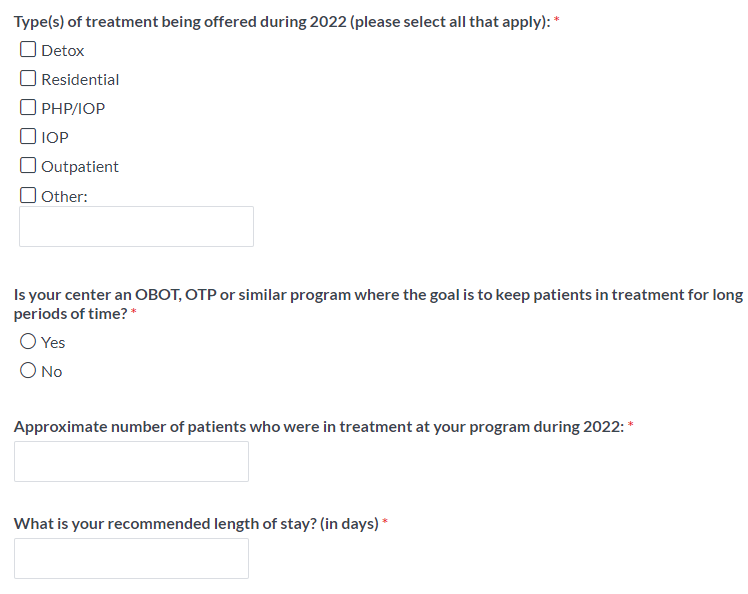 Type(s) of treatment being offered during 2022 (please select all that apply): *
Detox
Residential
PHP/IOP
IOP
Outpatient
Other:
Is your center an OBOT, OTP or similar program where the goal is to keep patients in treatment for long
periods of time? *
Yes
No
Approximate number of patients who were in treatment at your program during 2022: *
What is your recommended length of stay? (in days) *